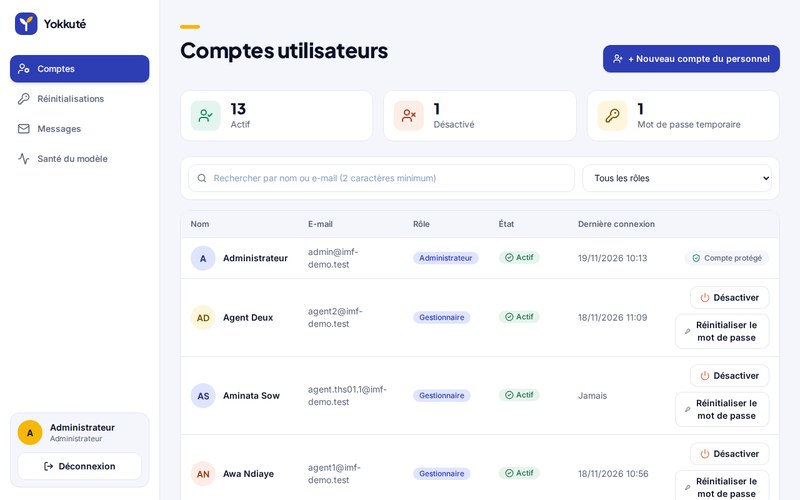 Yokkuté
Comptes
Réinitialisations
Messages
Santé du modèle
A
Administrateur
Administrateur
Déconnexion
Comptes utilisateurs
+ Nouveau compte du personnel
13
Actif
1
Désactivé
1
Mot de passe temporaire
Rechercher par nom ou e-mail (2 caractères minimum)
Tous les rôles
Nom E-mail Rôle État Dernière connexion
A Administrateur admin@imf-
demo.test Administrateur Actif 19/11/2026 10:13 Compte protégé
AD Agent Deux agent2@imf-
demo.test Gestionnaire Actif 18/11/2026 11:09 Désactiver
Réinitialiser le
mot de passe
AS Aminata Sow agent.ths01.1@imf-
demo.test Gestionnaire Actif Jamais Désactiver
Réinitialiser le
mot de passe
AN Awa Ndiaye agent1@imf-
demo.test Gestionnaire Actif 18/11/2026 10:56 Désactiver
Réinitialiser le
mot de passe